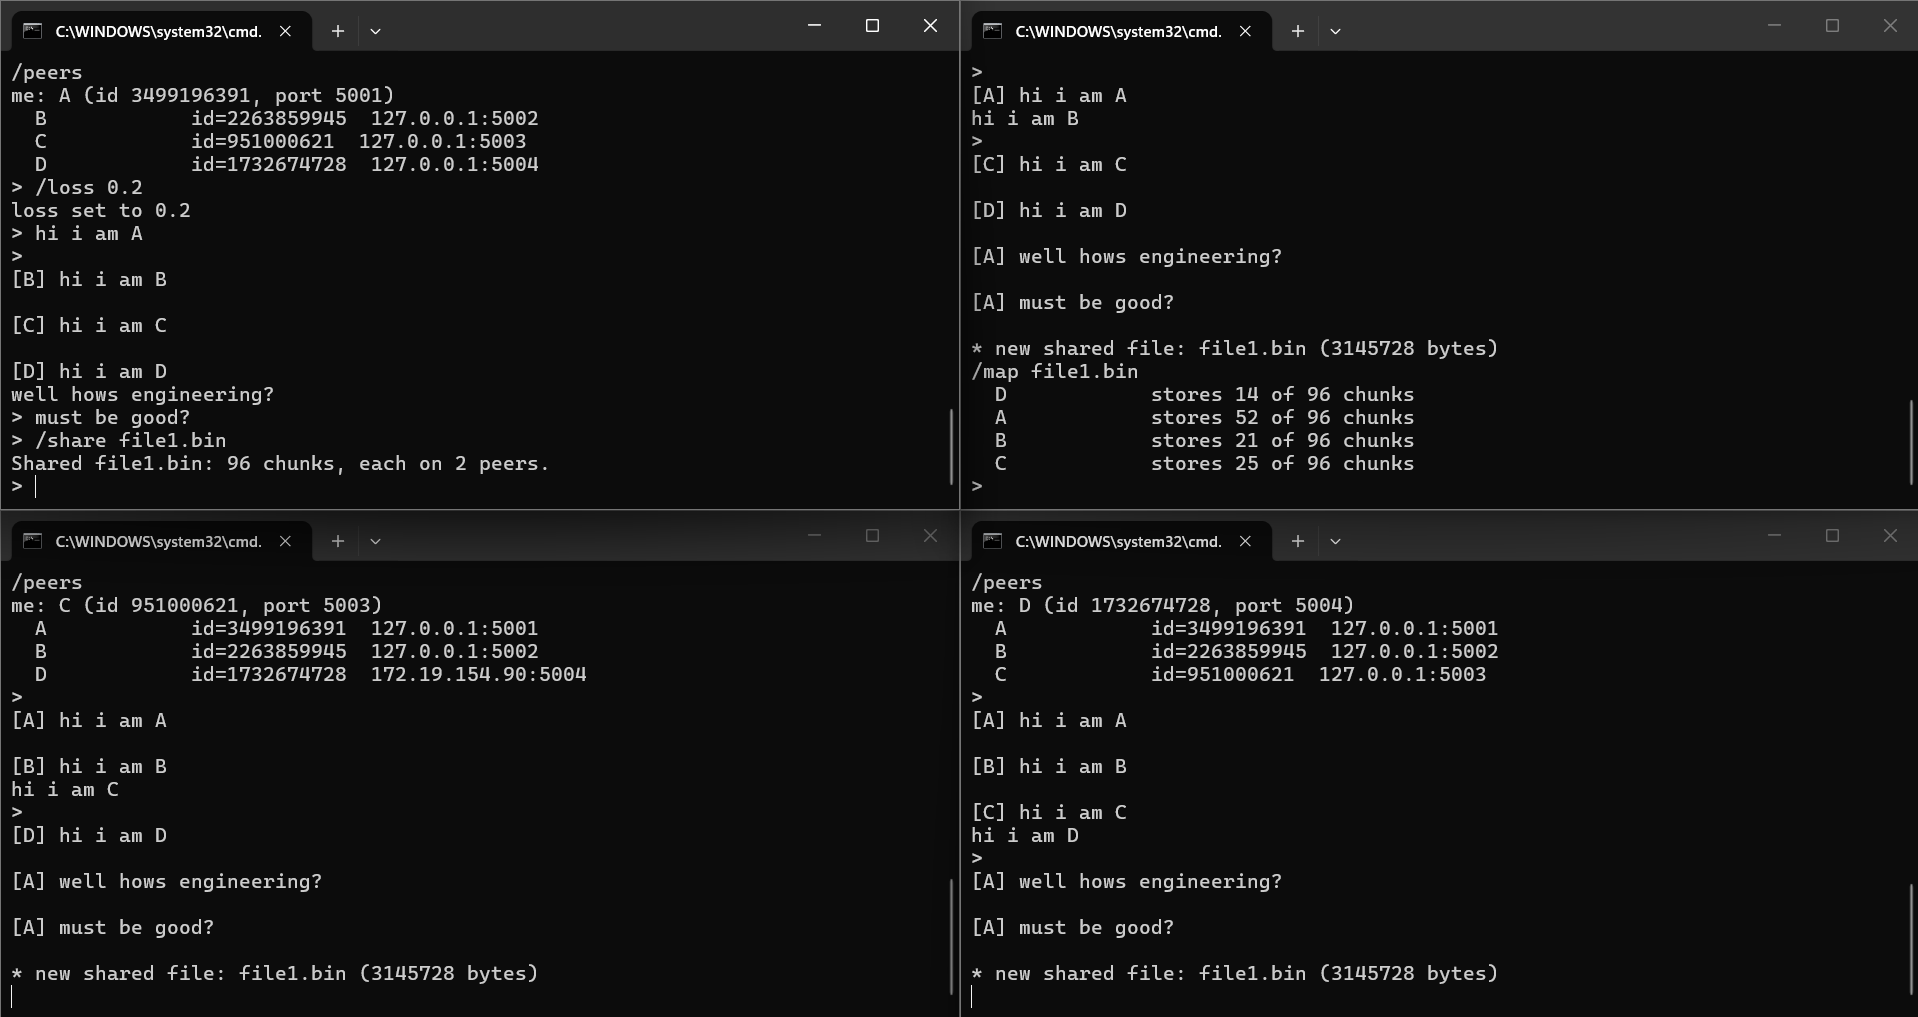 C:\WINDOWS\system32\cmd.
/peers
me: A (id 3499196391, port 5001)
B id=2263859945 127.0.0.1:5002
C id=951000621 127.0.0.1:5003
D id=1732674728 127.0.0.1:5004
> /loss 0.2
loss set to 0.2
> hi i am A
>
[B] hi i am B
[C] hi i am C
[D] hi i am D
well hows engineering?
> must be good?
> /share file1.bin
Shared file1.bin: 96 chunks, each on 2 peers.
>
C:\WINDOWS\system32\cmd.
>
[A] hi i am A
hi i am B
>
[C] hi i am C
[D] hi i am D
[A] well hows engineering?
[A] must be good?
* new shared file: file1.bin (3145728 bytes)
/map file1.bin
D stores 14 of 96 chunks
A stores 52 of 96 chunks
B stores 21 of 96 chunks
C stores 25 of 96 chunks
>
C:\WINDOWS\system32\cmd.
/peers
me: C (id 951000621, port 5003)
A id=3499196391 127.0.0.1:5001
B id=2263859945 127.0.0.1:5002
D id=1732674728 172.19.154.90:5004
>
[A] hi i am A
[B] hi i am B
hi i am C
>
[D] hi i am D
[A] well hows engineering?
[A] must be good?
* new shared file: file1.bin (3145728 bytes)
C:\WINDOWS\system32\cmd.
/peers
me: D (id 1732674728, port 5004)
A id=3499196391 127.0.0.1:5001
B id=2263859945 127.0.0.1:5002
C id=951000621 127.0.0.1:5003
>
[A] hi i am A
[B] hi i am B
[C] hi i am C
hi i am D
>
[A] well hows engineering?
[A] must be good?
* new shared file: file1.bin (3145728 bytes)